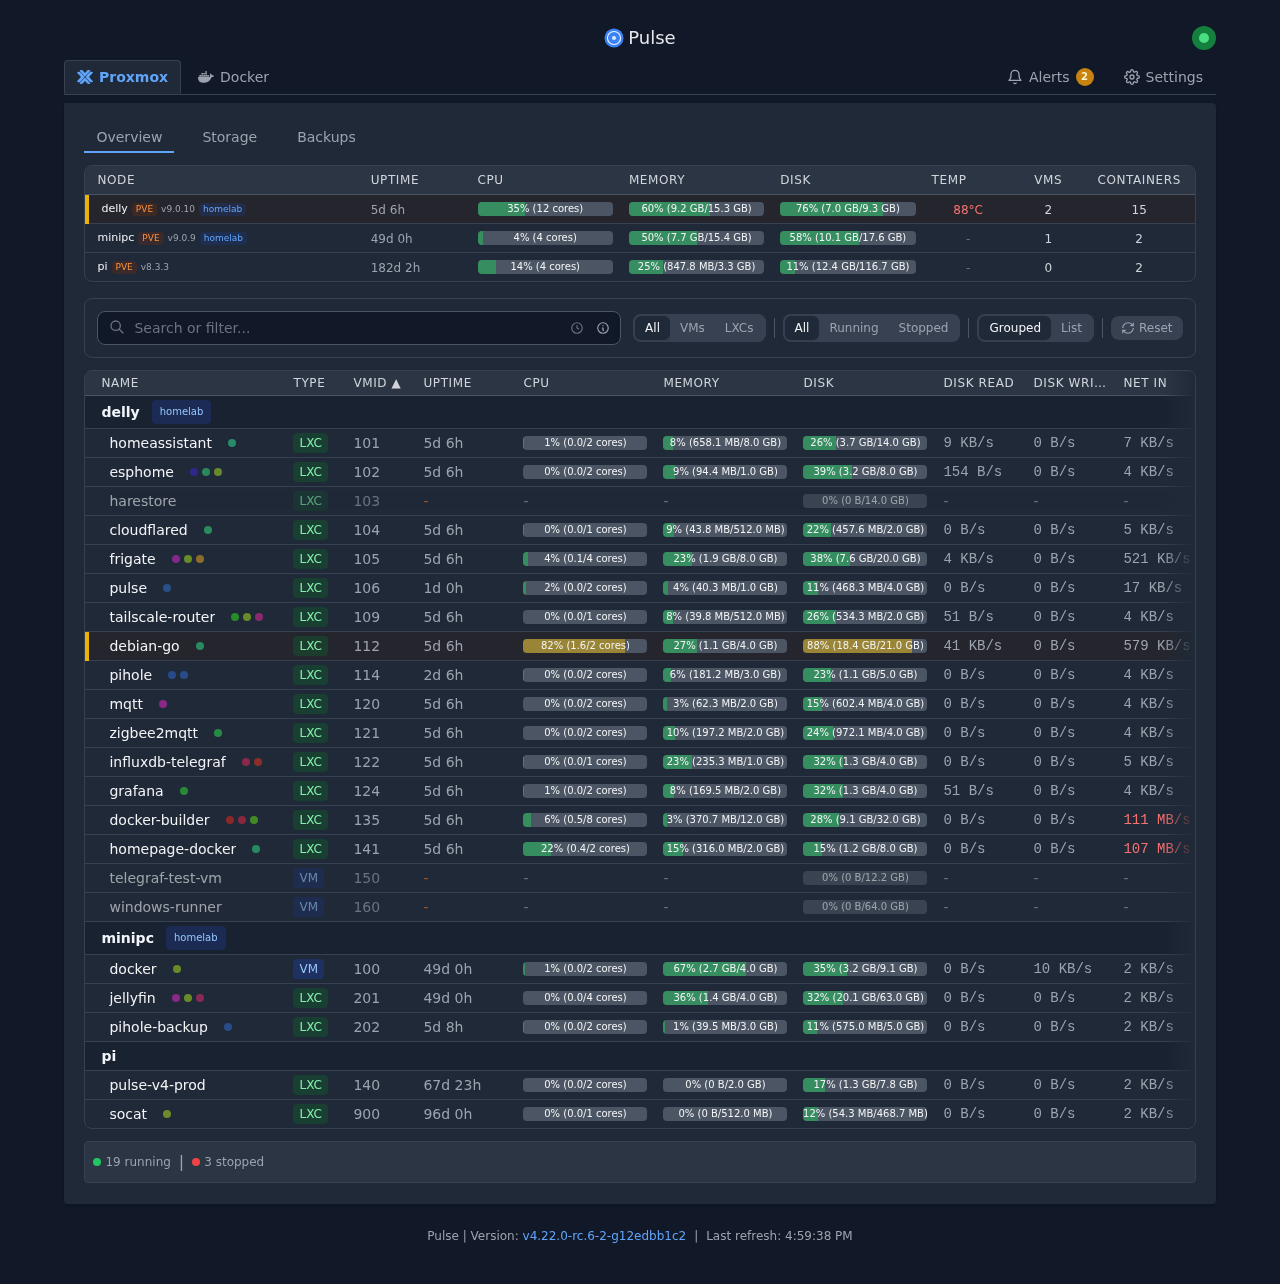 Pulse
Proxmox Docker Alerts 2 Settings
Overview Storage Backups
NODE UPTIME CPU MEMORY DISK TEMP VMS CONTAINERS
delly PVE v9.0.10 homelab 5d 6h 35% (12 cores) 60% (9.2 GB/15.3 GB) 76% (7.0 GB/9.3 GB) 88°C 2 15
minipc PVE v9.0.9 homelab 49d 0h 4% (4 cores) 50% (7.7 GB/15.4 GB) 58% (10.1 GB/17.6 GB) - 1 2
pi PVE v8.3.3 182d 2h 14% (4 cores) 25% (847.8 MB/3.3 GB) 11% (12.4 GB/116.7 GB) - 0 2
Search or filter... All VMs LXCs All Running Stopped Grouped List Reset
NAME TYPE VMID ▲ UPTIME CPU MEMORY DISK DISK READ DISK WRI... NET IN
delly homelab
homeassistant LXC 101 5d 6h 1% (0.0/2 cores) 8% (658.1 MB/8.0 GB) 26% (3.7 GB/14.0 GB) 9 KB/s 0 B/s 7 KB/s
esphome LXC 102 5d 6h 0% (0.0/2 cores) 9% (94.4 MB/1.0 GB) 39% (3.2 GB/8.0 GB) 154 B/s 0 B/s 4 KB/s
harestore LXC 103 - - - 0% (0 B/14.0 GB) - - -
cloudflared LXC 104 5d 6h 0% (0.0/1 cores) 9% (43.8 MB/512.0 MB) 22% (457.6 MB/2.0 GB) 0 B/s 0 B/s 5 KB/s
frigate LXC 105 5d 6h 4% (0.1/4 cores) 23% (1.9 GB/8.0 GB) 38% (7.6 GB/20.0 GB) 4 KB/s 0 B/s 521 KB/s
pulse LXC 106 1d 0h 2% (0.0/2 cores) 4% (40.3 MB/1.0 GB) 11% (468.3 MB/4.0 GB) 0 B/s 0 B/s 17 KB/s
tailscale-router LXC 109 5d 6h 0% (0.0/1 cores) 8% (39.8 MB/512.0 MB) 26% (534.3 MB/2.0 GB) 51 B/s 0 B/s 4 KB/s
debian-go LXC 112 5d 6h 82% (1.6/2 cores) 27% (1.1 GB/4.0 GB) 88% (18.4 GB/21.0 GB) 41 KB/s 0 B/s 579 KB/s
pihole LXC 114 2d 6h 0% (0.0/2 cores) 6% (181.2 MB/3.0 GB) 23% (1.1 GB/5.0 GB) 0 B/s 0 B/s 4 KB/s
mqtt LXC 120 5d 6h 0% (0.0/2 cores) 3% (62.3 MB/2.0 GB) 15% (602.4 MB/4.0 GB) 0 B/s 0 B/s 4 KB/s
zigbee2mqtt LXC 121 5d 6h 0% (0.0/2 cores) 10% (197.2 MB/2.0 GB) 24% (972.1 MB/4.0 GB) 0 B/s 0 B/s 4 KB/s
influxdb-telegraf LXC 122 5d 6h 0% (0.0/1 cores) 23% (235.3 MB/1.0 GB) 32% (1.3 GB/4.0 GB) 0 B/s 0 B/s 5 KB/s
grafana LXC 124 5d 6h 1% (0.0/2 cores) 8% (169.5 MB/2.0 GB) 32% (1.3 GB/4.0 GB) 51 B/s 0 B/s 4 KB/s
docker-builder LXC 135 5d 6h 6% (0.5/8 cores) 3% (370.7 MB/12.0 GB) 28% (9.1 GB/32.0 GB) 0 B/s 0 B/s 111 MB/s
homepage-docker LXC 141 5d 6h 22% (0.4/2 cores) 15% (316.0 MB/2.0 GB) 15% (1.2 GB/8.0 GB) 0 B/s 0 B/s 107 MB/s
telegraf-test-vm VM 150 - - - 0% (0 B/12.2 GB) - - -
windows-runner VM 160 - - - 0% (0 B/64.0 GB) - - -
minipc homelab
docker VM 100 49d 0h 1% (0.0/2 cores) 67% (2.7 GB/4.0 GB) 35% (3.2 GB/9.1 GB) 0 B/s 10 KB/s 2 KB/s
jellyfin LXC 201 49d 0h 0% (0.0/4 cores) 36% (1.4 GB/4.0 GB) 32% (20.1 GB/63.0 GB) 0 B/s 0 B/s 2 KB/s
pihole-backup LXC 202 5d 8h 0% (0.0/2 cores) 1% (39.5 MB/3.0 GB) 11% (575.0 MB/5.0 GB) 0 B/s 0 B/s 2 KB/s
pi
pulse-v4-prod LXC 140 67d 23h 0% (0.0/2 cores) 0% (0 B/2.0 GB) 17% (1.3 GB/7.8 GB) 0 B/s 0 B/s 2 KB/s
socat LXC 900 96d 0h 0% (0.0/1 cores) 0% (0 B/512.0 MB) 12% (54.3 MB/468.7 MB) 0 B/s 0 B/s 2 KB/s
19 running | 3 stopped
Pulse | Version: v4.22.0-rc.6-2-g12edbb1c2 | Last refresh: 4:59:38 PM